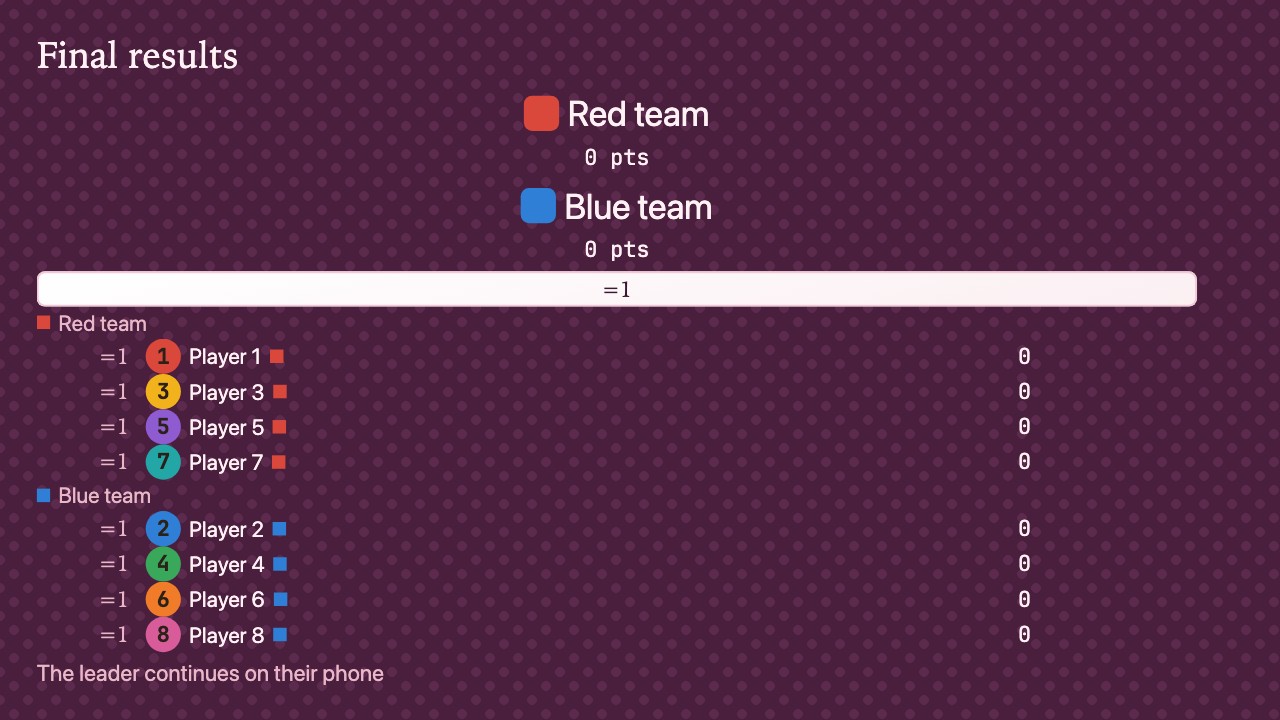 Final results
Red team
0 pts
Blue team
0 pts
=1
Red team
=1 1 Player 1 0
=1 3 Player 3 0
=1 5 Player 5 0
=1 7 Player 7 0
Blue team
=1 2 Player 2 0
=1 4 Player 4 0
=1 6 Player 6 0
=1 8 Player 8 0
The leader continues on their phone